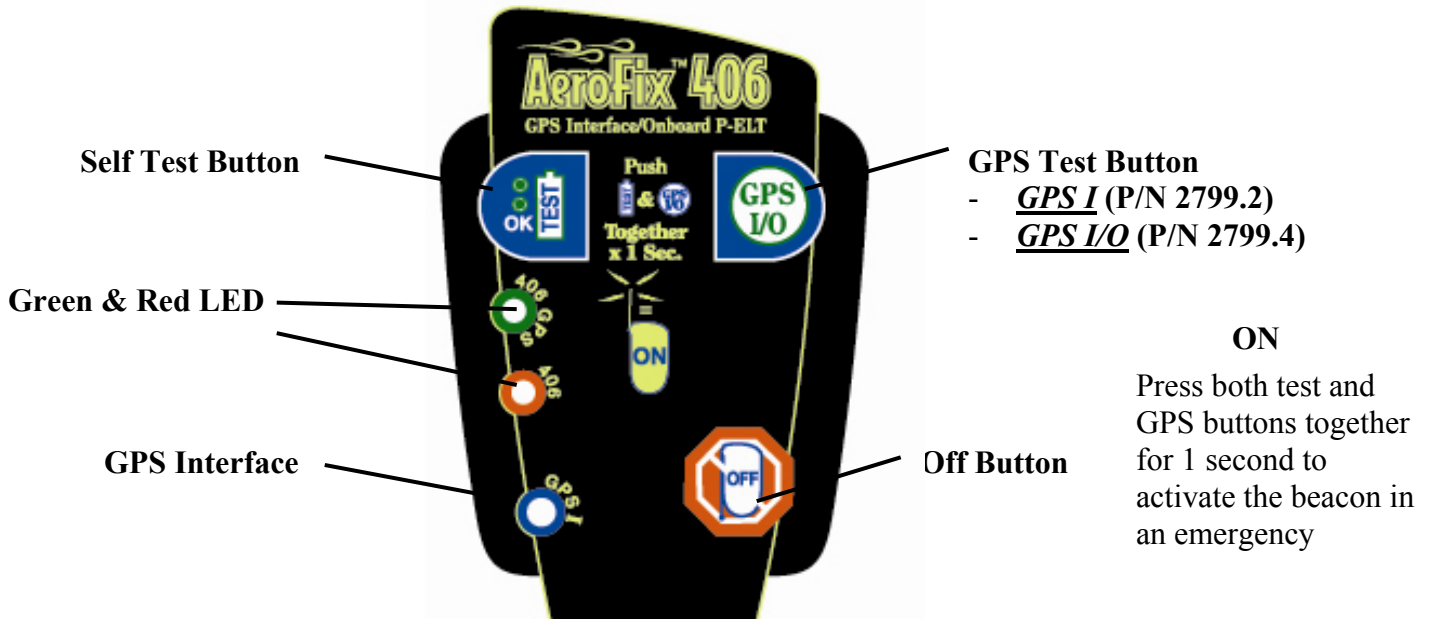 AeroFix™ 406
GPS Interface/Onboard P-ELT
Self Test Button
OK TEST
Push
TEST & GPS I/O
Together
x 1 Sec.
=
ON
GPS
I/O
GPS Test Button
- GPS I (P/N 2799.2)
- GPS I/O (P/N 2799.4)
Green & Red LED
406 GPS
406
GPS Interface
GPS I
OFF
Off Button
ON
Press both test and
GPS buttons together
for 1 second to
activate the beacon in
an emergency